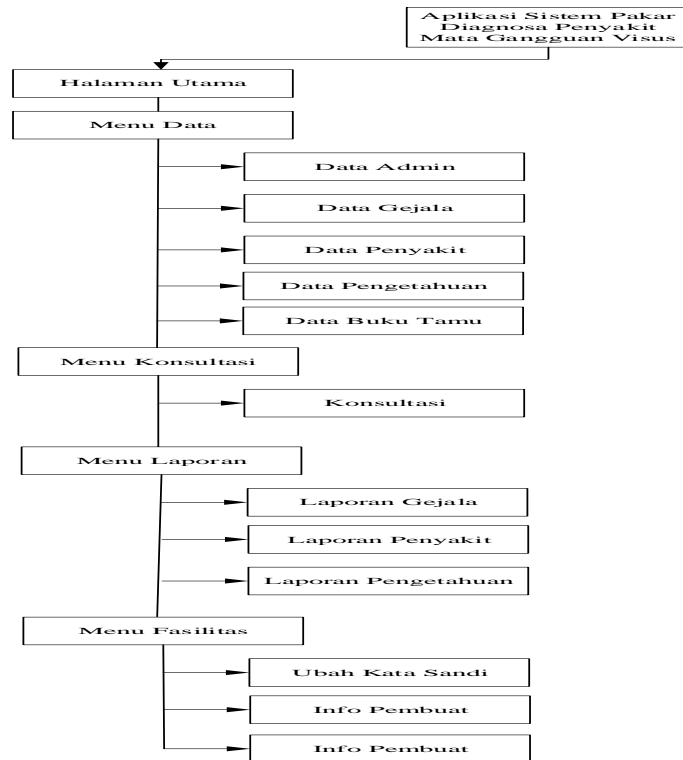 Aplikasi Sistem Pakar
Diagnosa Penyakit
Mata Gangguan Visus
Halaman Utama
Menu Data
Data Admin
Data Gejala
Data Penyakit
Data Pengetahuan
Data Buku Tamu
Menu Konsultasi
Konsultasi
Menu Laporan
Laporan Gejala
Laporan Penyakit
Laporan Pengetahuan
Menu Fasilitas
Ubah Kata Sandi
Info Pembuat
Info Pembuat